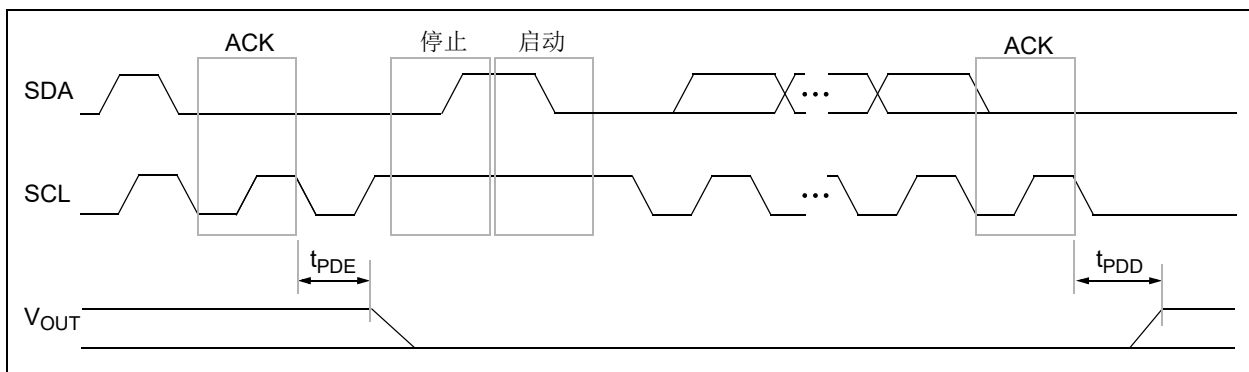 ACK
停止
启动
ACK
SDA
•••
SCL
•••
tPDE
tPDD
VOUT